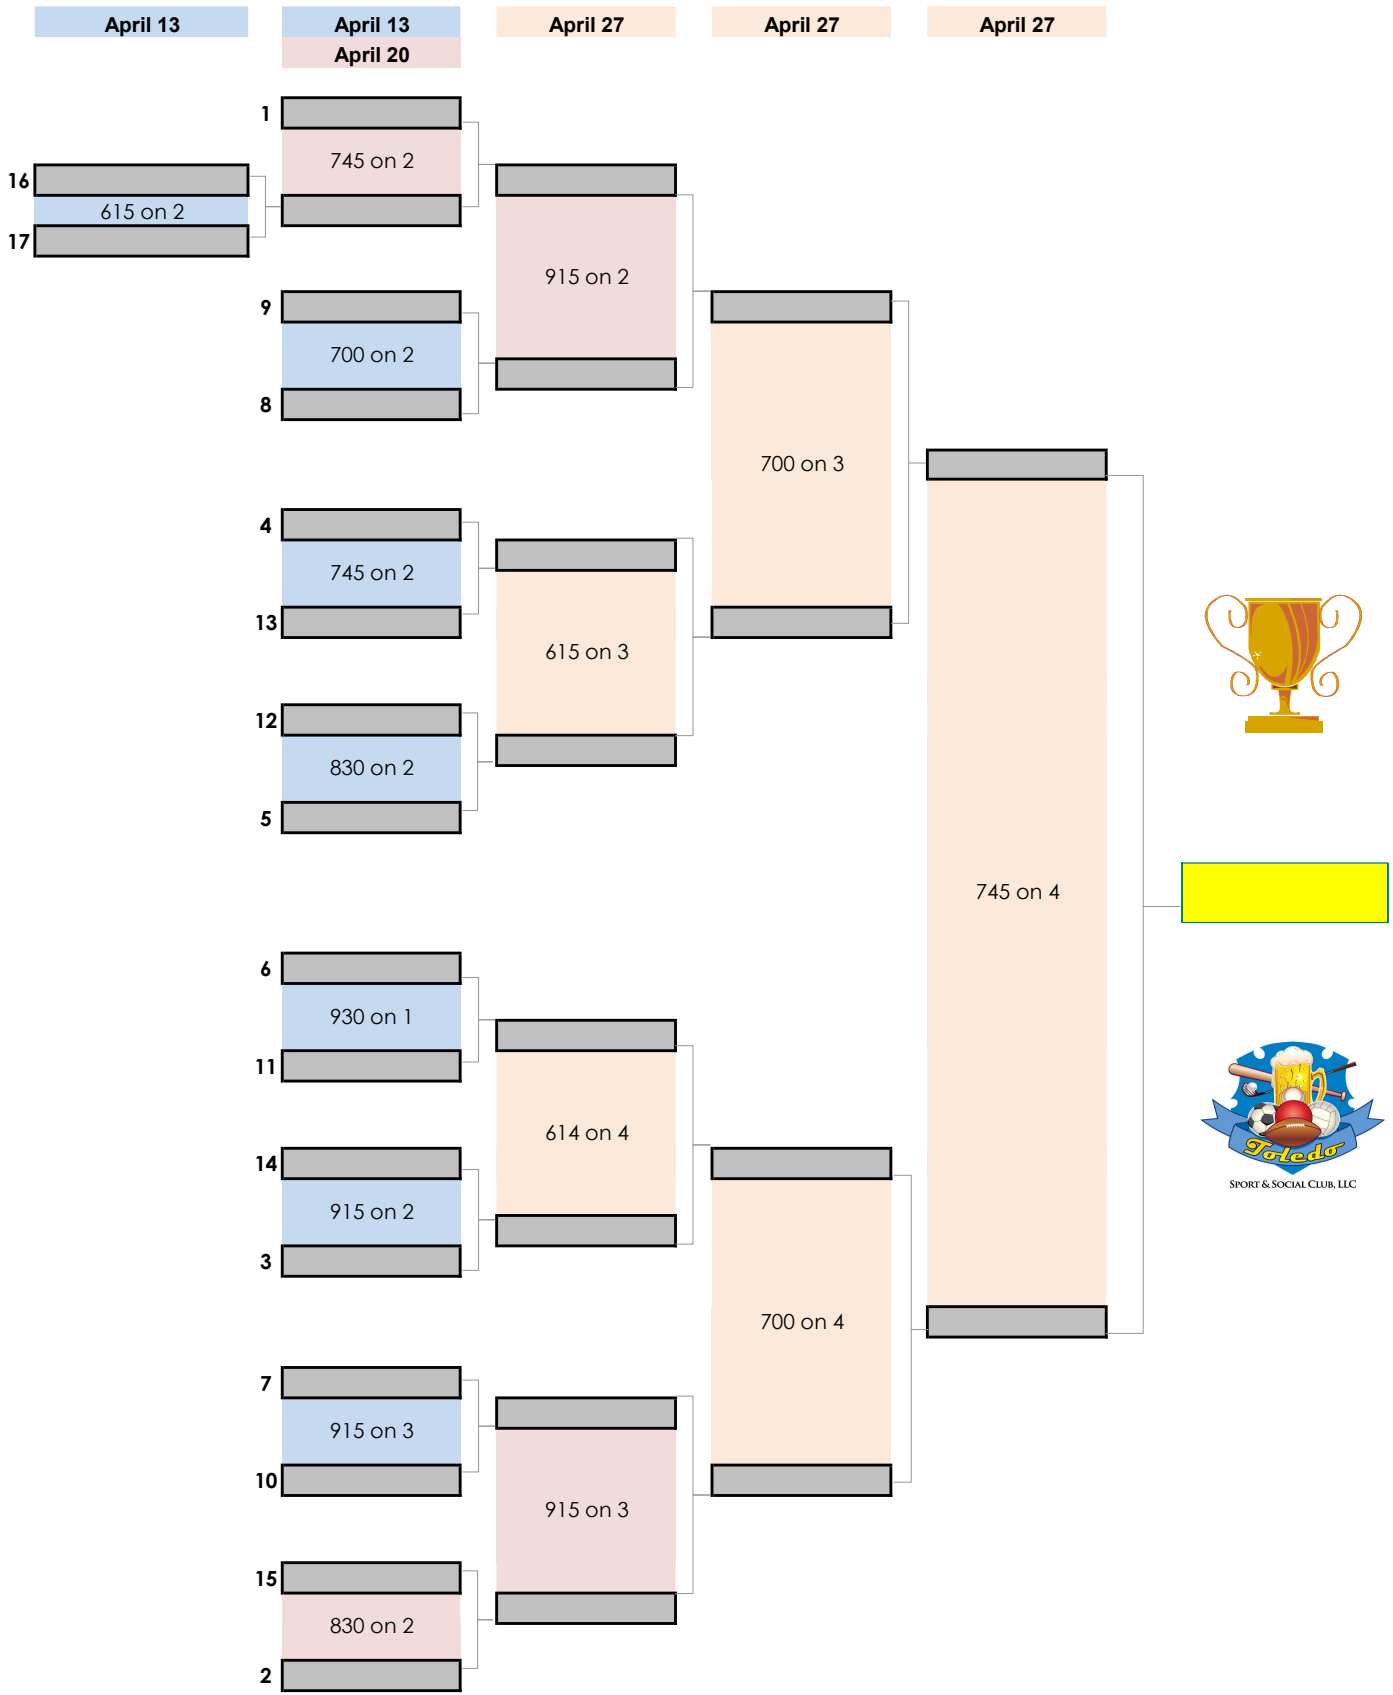 April 13 April 13 April 27 April 27 April 27
April 20
1
745 on 2
16
615 on 2
17
915 on 2
9
700 on 2
8
700 on 3
4
745 on 2
13
615 on 3
12
830 on 2
5
745 on 4
6
930 on 1
11
614 on 4
14
915 on 2
3
Toledo
SPORT & SOCIAL CLUB, LLC
700 on 4
7
915 on 3
10
915 on 3
15
830 on 2
2